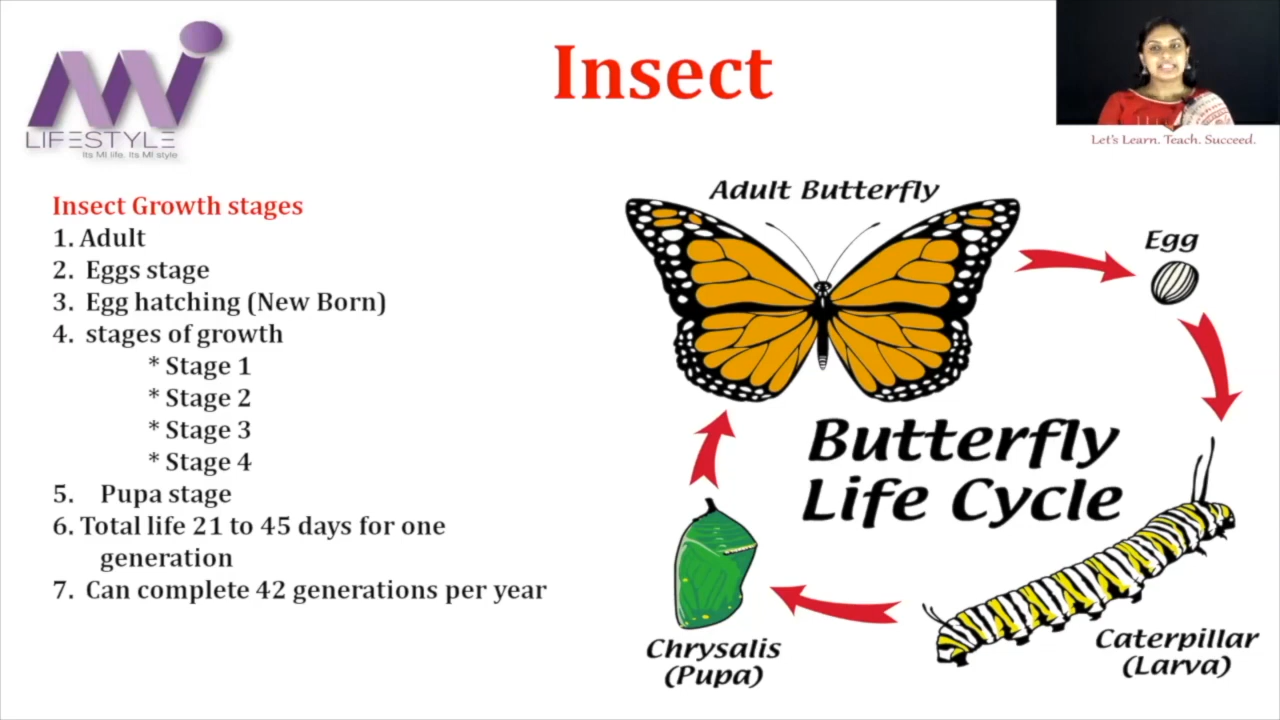 LIFESTYLE
Its MI life. Its MI style
Insect
Let's Learn. Teach. Succeed.
Insect Growth stages
1. Adult
2. Eggs stage
3. Egg hatching (New Born)
4. stages of growth
* Stage 1
* Stage 2
* Stage 3
* Stage 4
5. Pupa stage
6. Total life 21 to 45 days for one
generation
7. Can complete 42 generations per year
Adult Butterfly
Egg
Butterfly
Life Cycle
Caterpillar
(Larva)
Chrysalis
(Pupa)